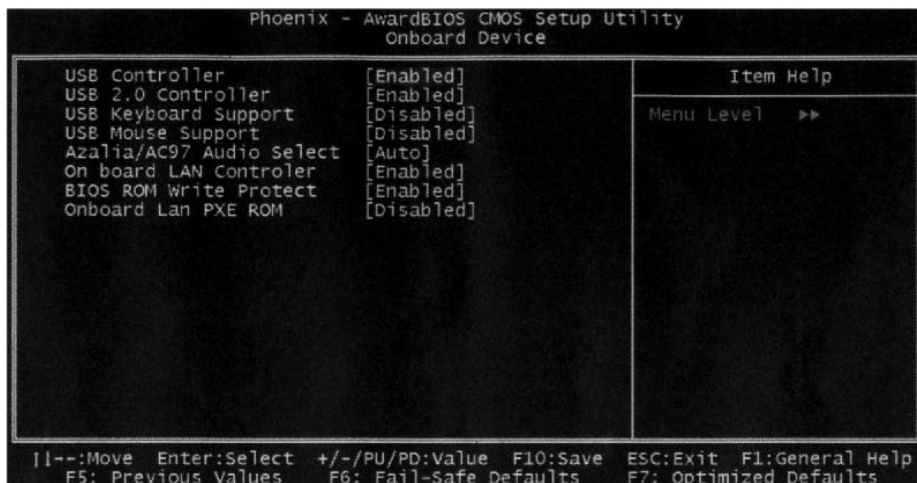 Phoenix - AwardBIOS CMOS Setup Utility
Onboard Device
USB Controller [Enabled]
USB 2.0 Controller [Enabled]
USB Keyboard Support [Disabled]
USB Mouse Support [Disabled]
Azalia/AC97 Audio Select [Auto]
On board LAN Controler [Enabled]
BIOS ROM Write Protect [Enabled]
Onboard Lan PXE ROM [Disabled]
Item Help
Menu Level ▶▶
||--:Move Enter:Select +/-/PU/PD:Value F10:Save ESC:Exit F1:General Help
F5: Previous Values F6: Fail-Safe Defaults F7: Optimized Defaults